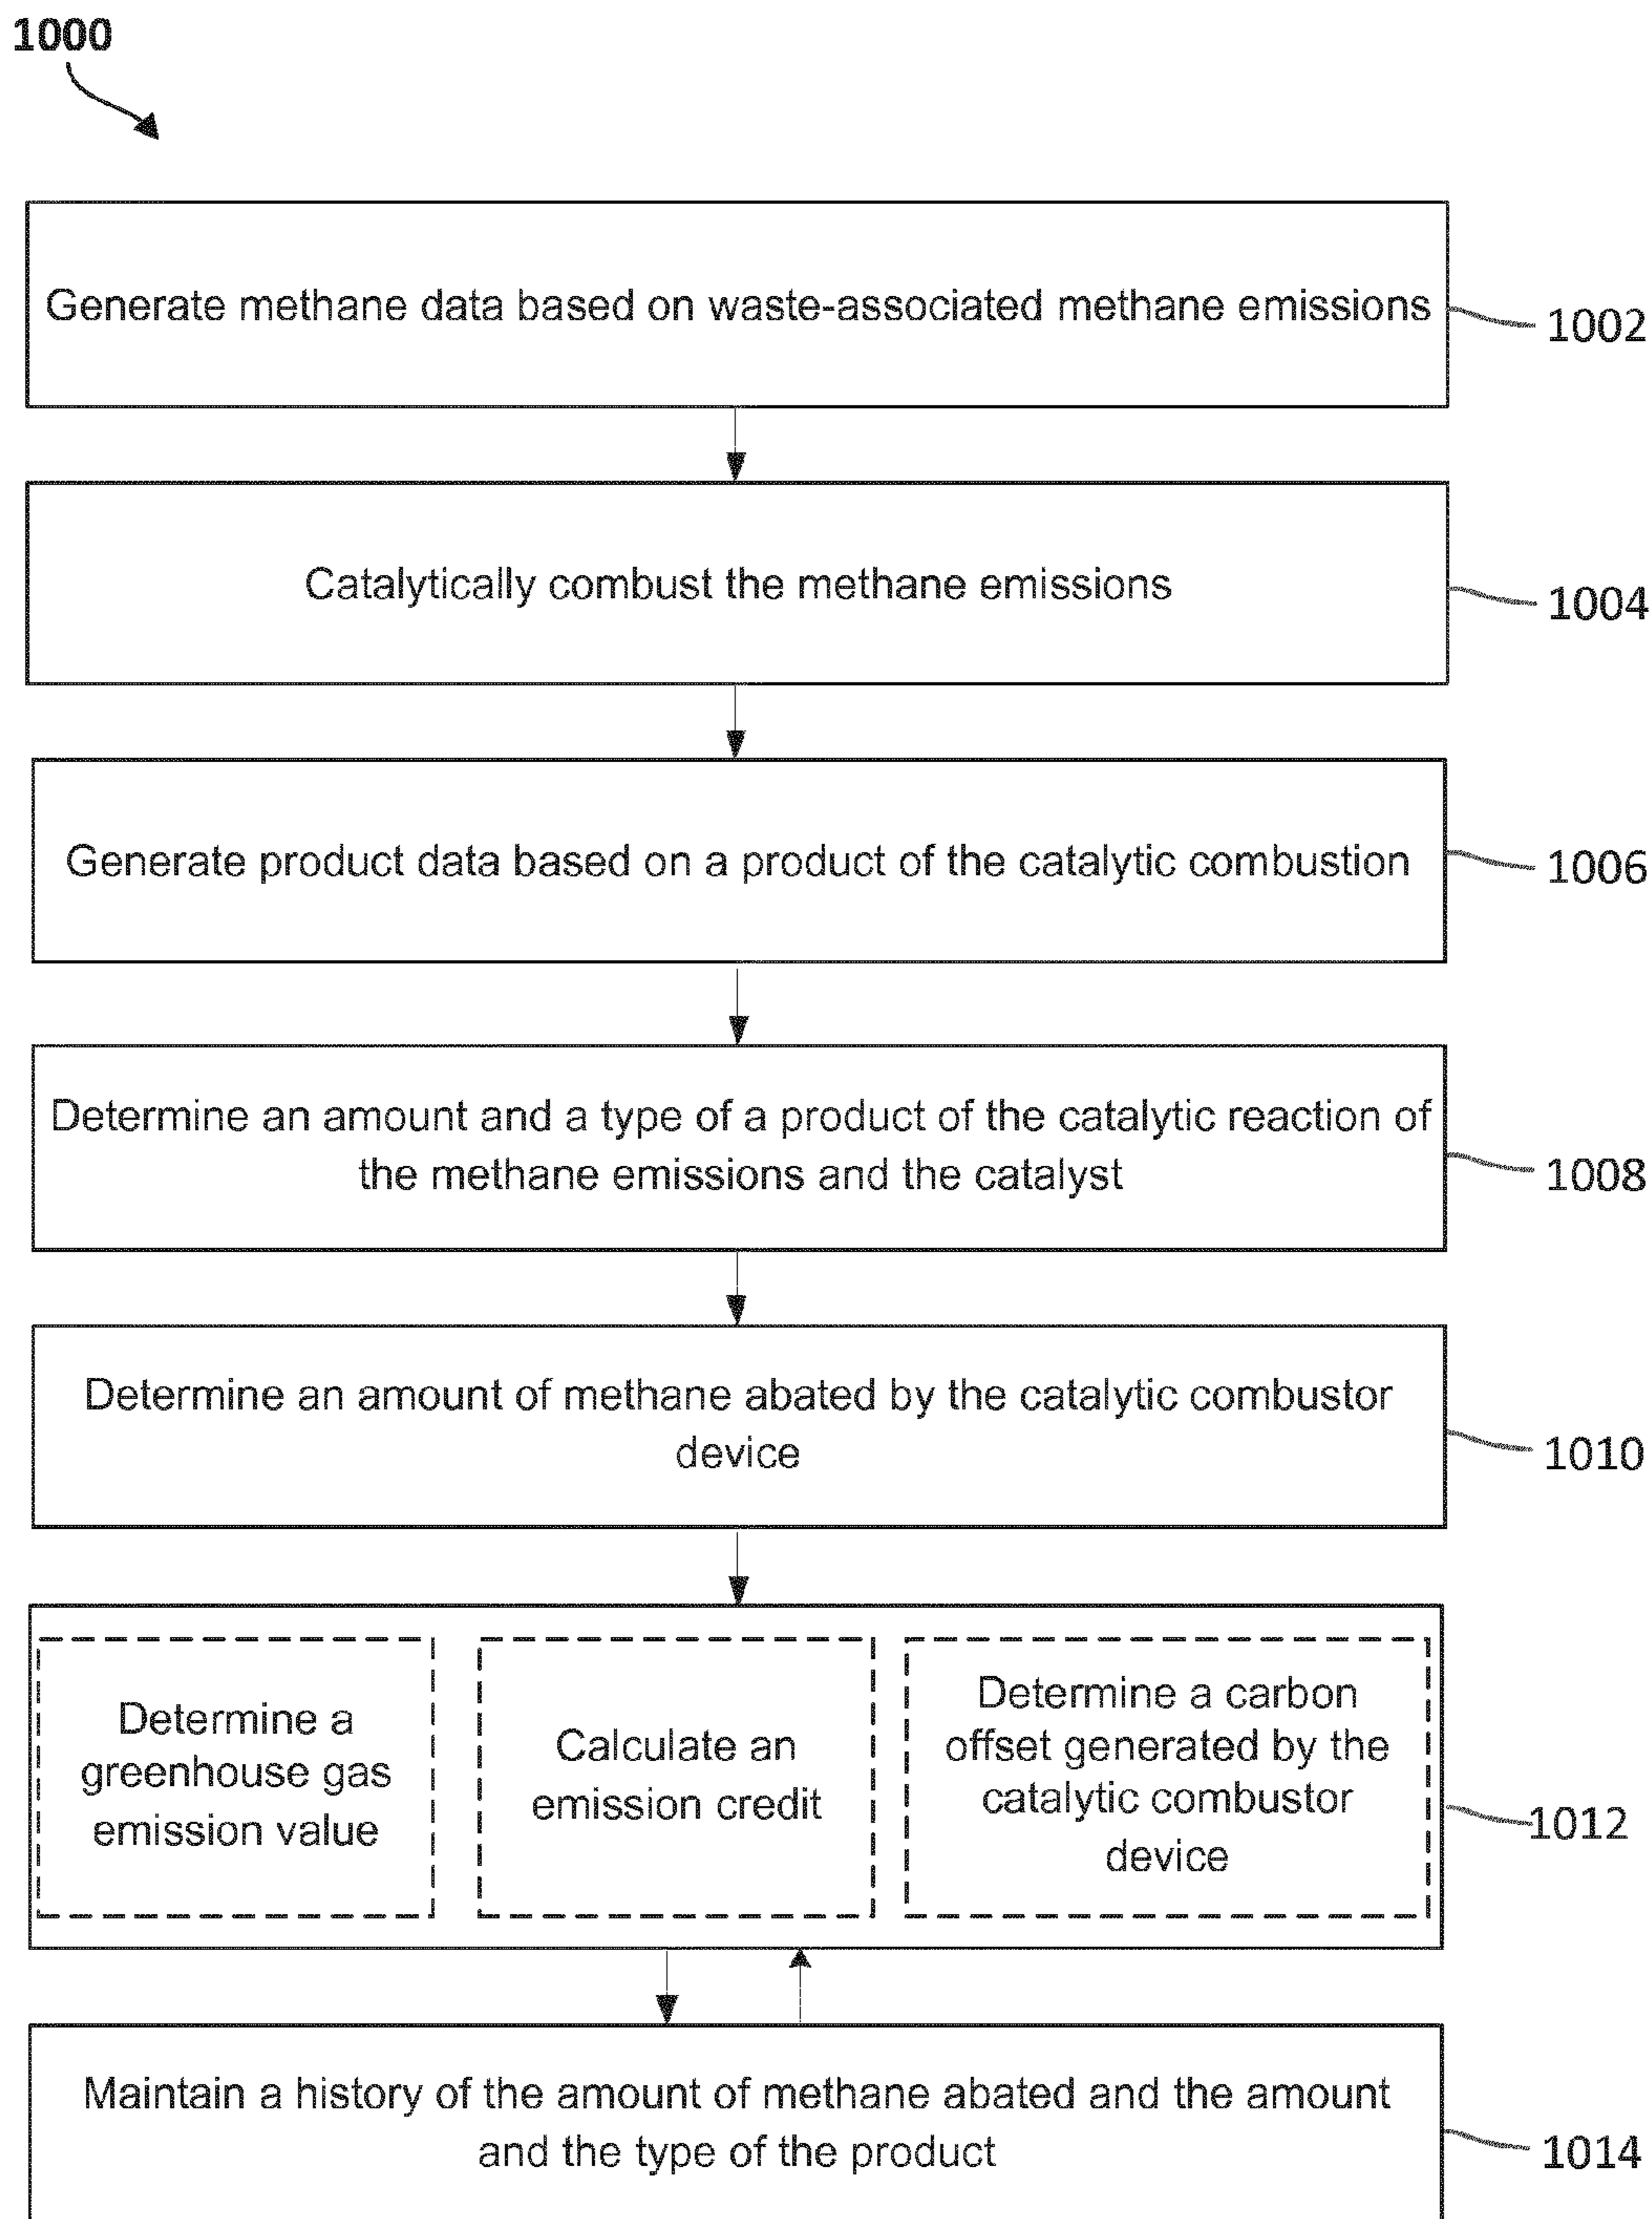 1000
Generate methane data based on waste-associated methane emissions
1002
Catalytically combust the methane emissions
1004
Generate product data based on a product of the catalytic combustion
1006
Determine an amount and a type of a product of the catalytic reaction of
the methane emissions and the catalyst
1008
Determine an amount of methane abated by the catalytic combustor
device
1010
Determine a
greenhouse gas
emission value
Calculate an
emission credit
Determine a carbon
offset generated by the
catalytic combustor
device
1012
Maintain a history of the amount of methane abated and the amount
and the type of the product
1014